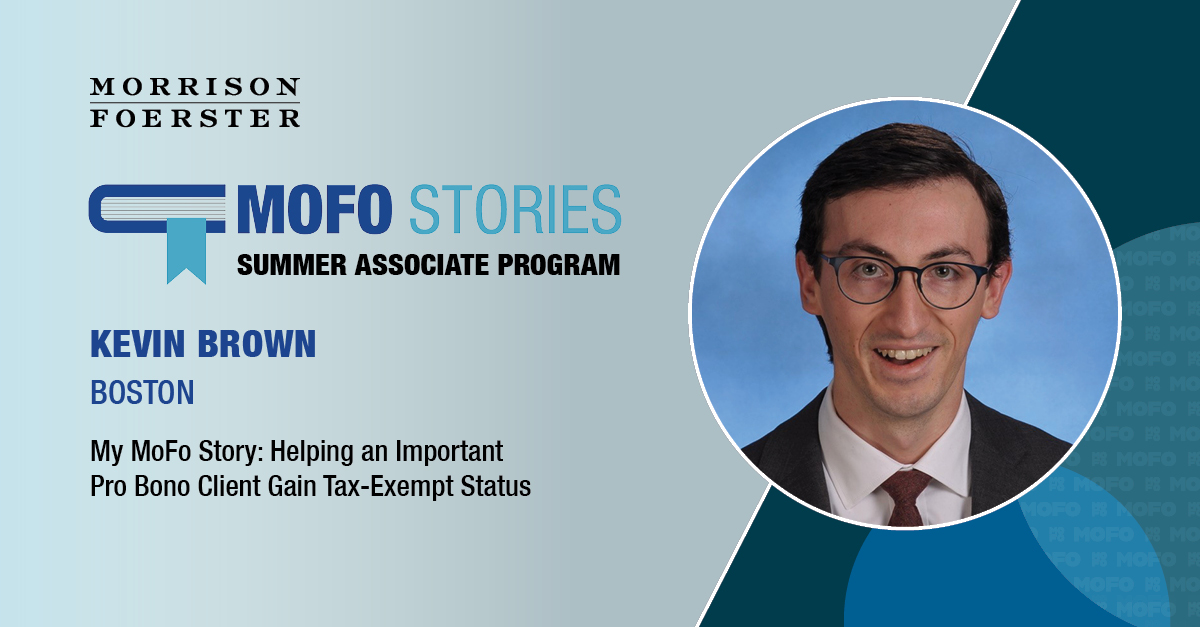 MORRISON
FOERSTER
MOFO STORIES
SUMMER ASSOCIATE PROGRAM
KEVIN BROWN
BOSTON
My MoFo Story: Helping an Important
Pro Bono Client Gain Tax-Exempt Status